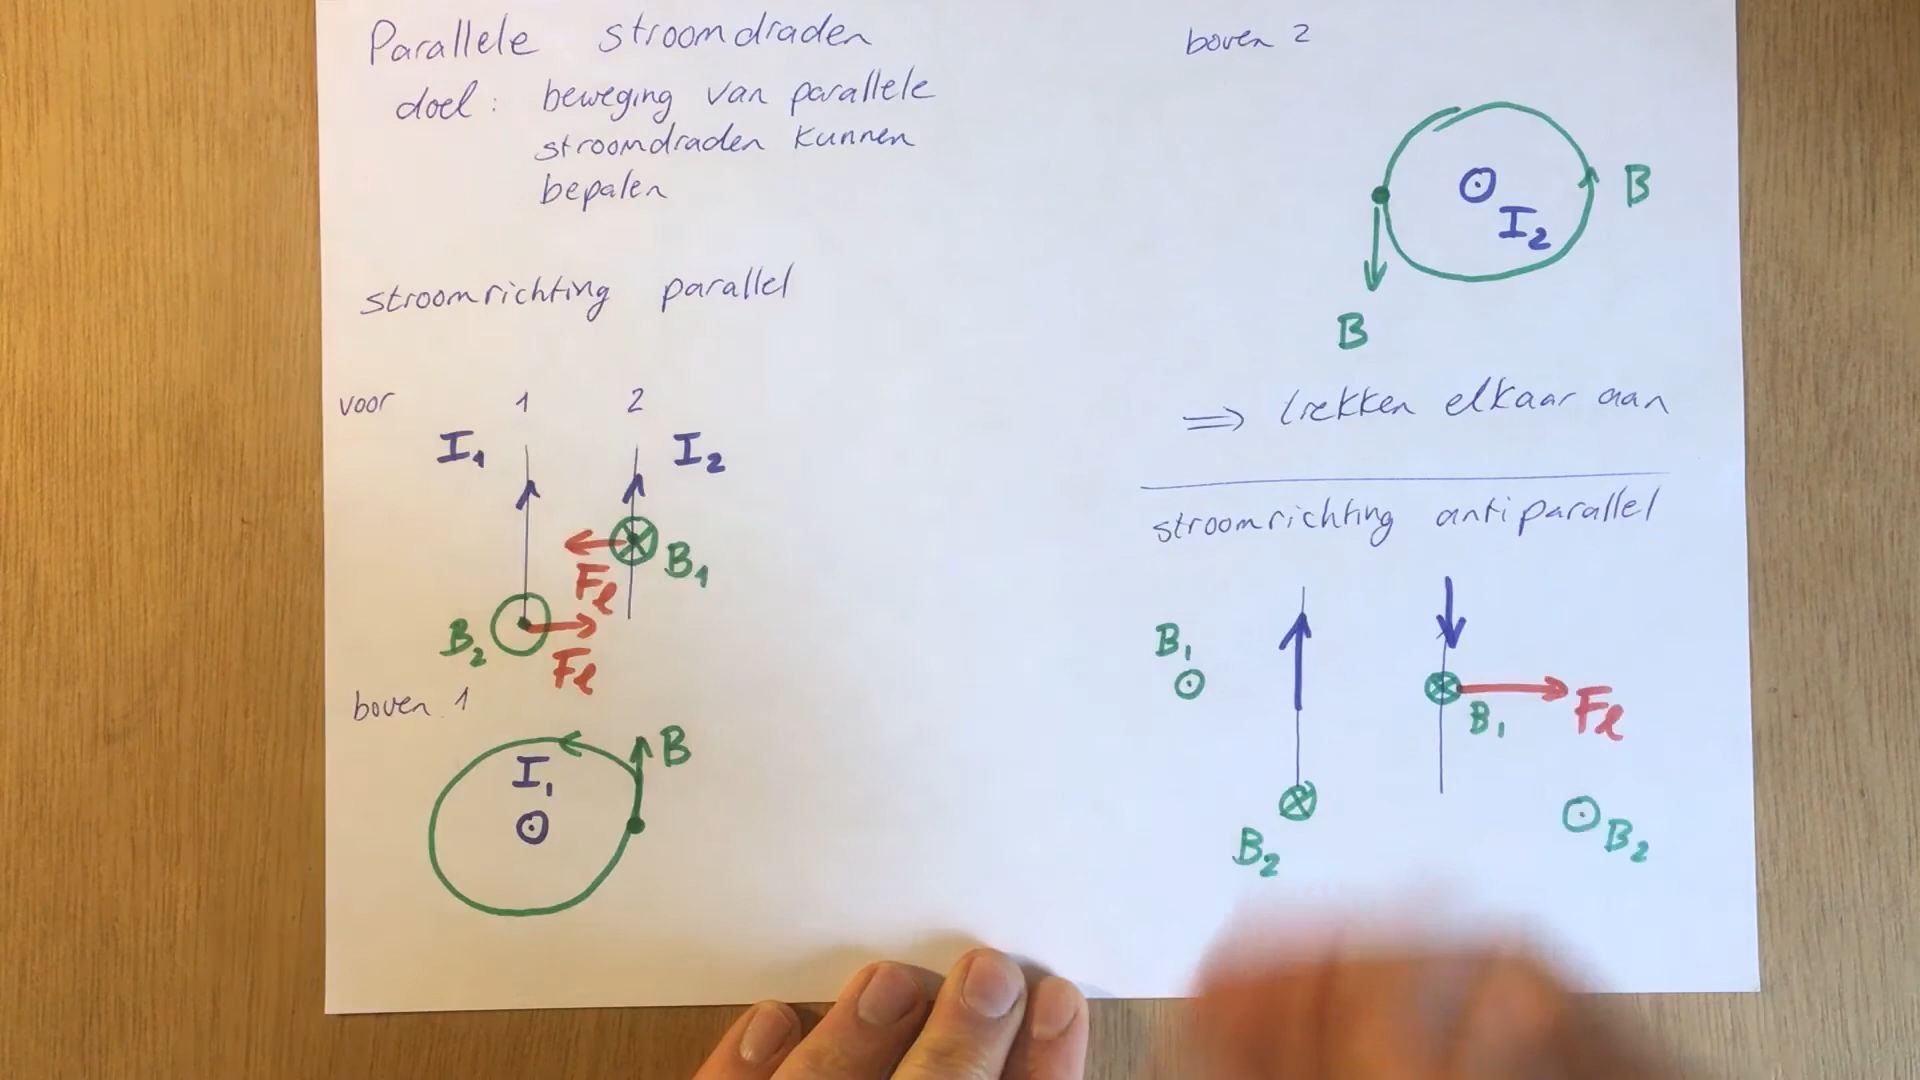 Parallele stroomdraden
doel: beweging van parallele
stroomdraden kunnen
bepalen
stroomrichting parallel
voor 1 2
I₁ I₂
B₁
Fℓ
B₂
Fℓ
boven 1
B
I₁
boven 2
B
I₂
B
⇒ trekken elkaar aan
stroomrichting antiparallel
B₁
B₁ Fℓ
B₂ B₂